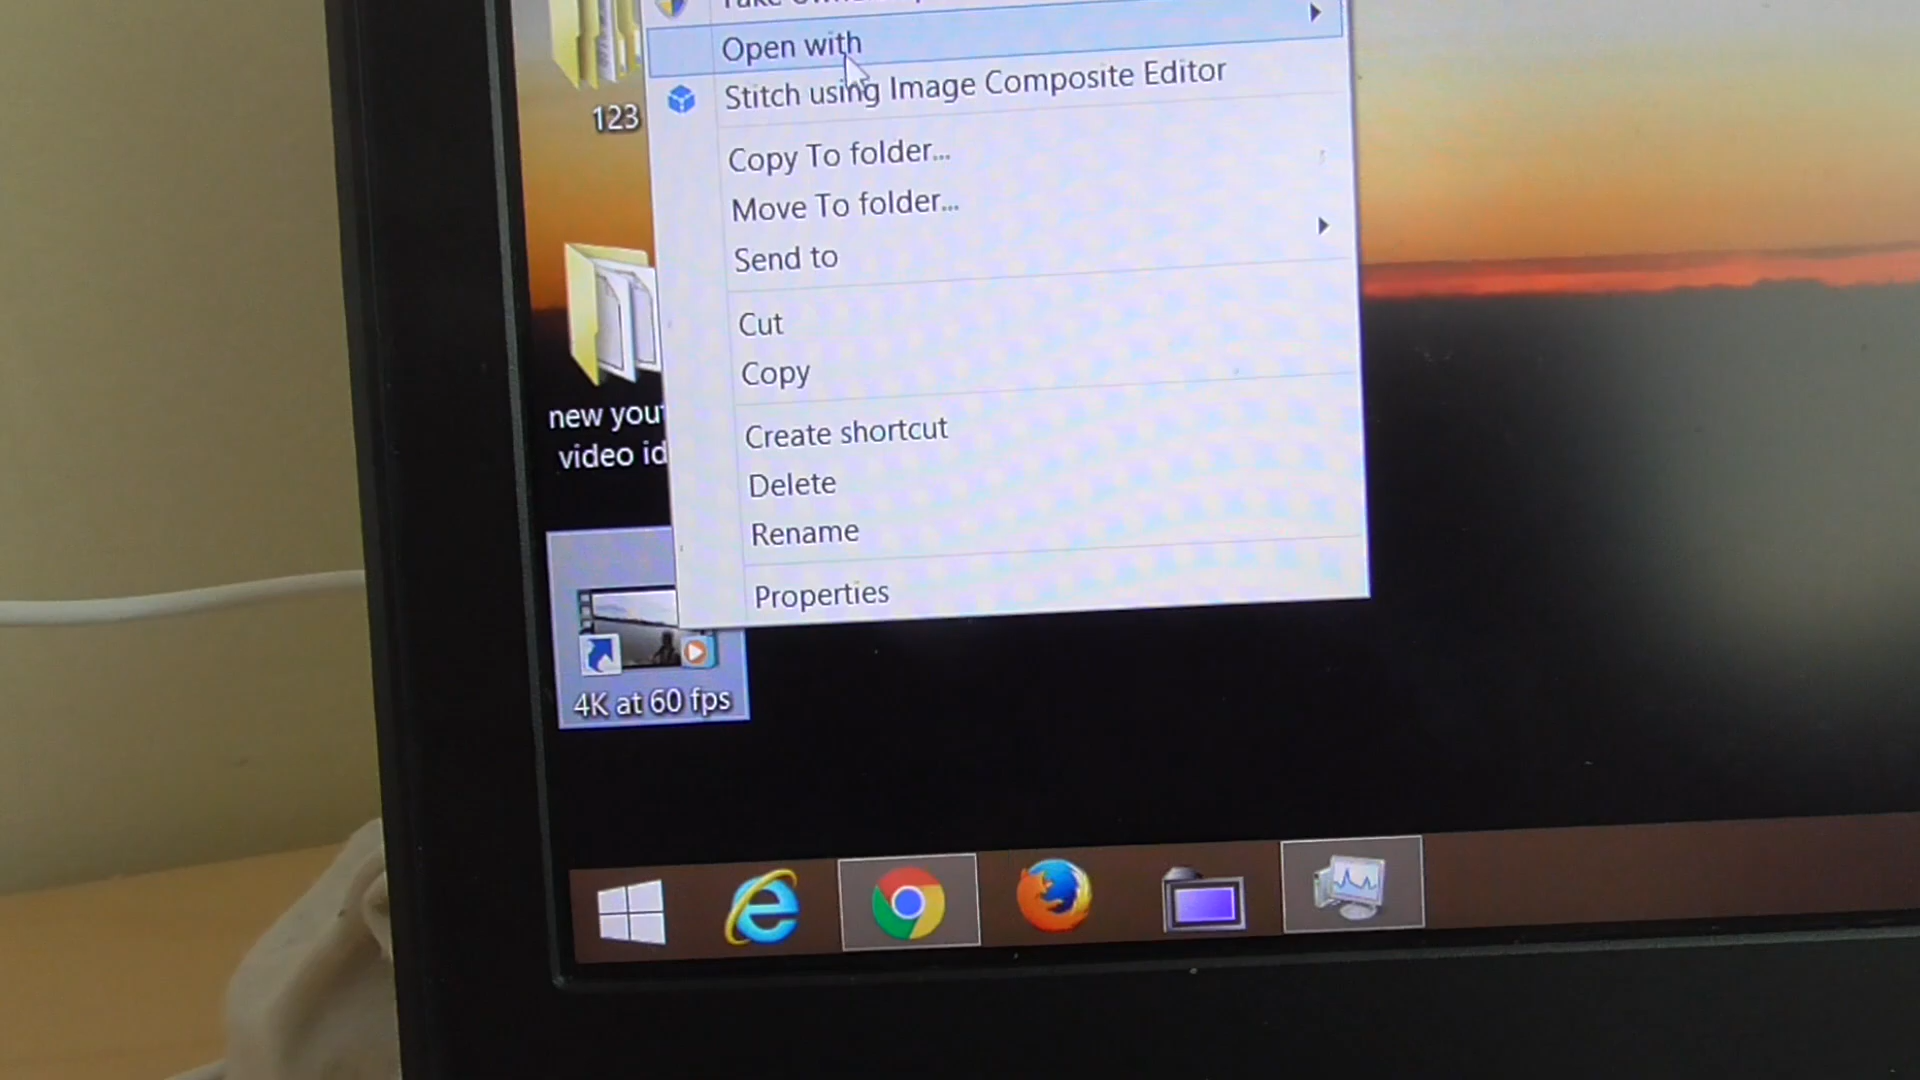 Open with
Stitch using Image Composite Editor
123
Copy To folder...
Move To folder...
Send to
Cut
Copy
new you
video id
Create shortcut
Delete
Rename
Properties
4K at 60 fps